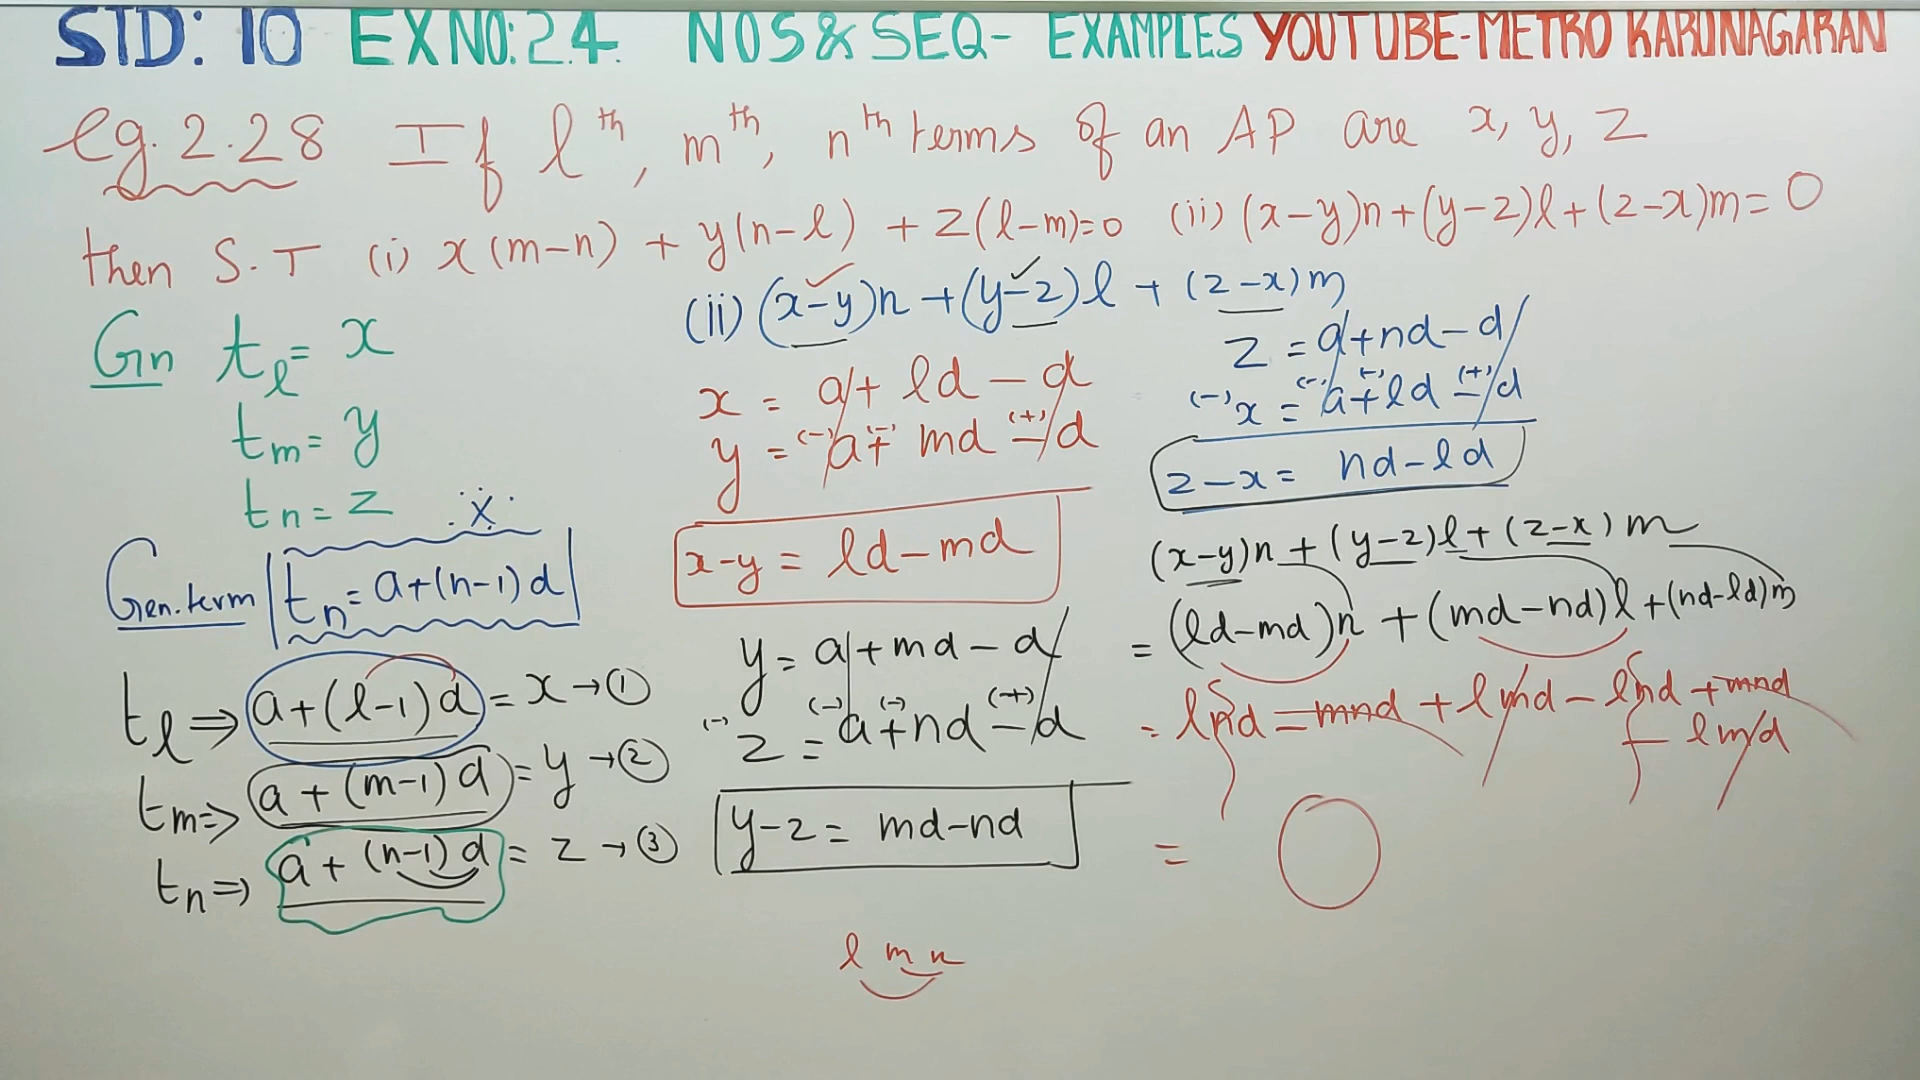 STD: 10 EX NO: 2.4. NOS & SEQ- EXAMPLES YOUTUBE-METRO KARUNAGARAN
eg. 2.28 If l^th, m^th, n^th terms of an AP are x, y, z
then S.T (i) x(m-n) + y(n-l) + z(l-m)=0 (ii) (x-y)n+(y-z)l+(z-x)m=0
Gn t_l = x
t_m = y
t_n = z
Gen.term t_n = a+(n-1)d
t_l ⇒ a+(l-1)d = x → ①
t_m ⇒ a+(m-1)d = y → ②
t_n ⇒ a+(n-1)d = z → ③
(ii) (x-y)n + (y-z)l + (z-x)m
x = a + ld - d
y = (-) a (-)+ md (+)- d
x-y = ld-md
y = a+md-d
(-) z = (-) a (-)+ nd (+)- d
y-z = md-nd
l m n
z = a+nd-d
(-) x = (-) a (-)+ ld (+)- d
z-x = nd-ld
(x-y)n + (y-z)l + (z-x)m
= (ld-md)n + (md-nd)l + (nd-ld)m
= lnd - mnd + lmd - lnd + mnd
- lmd
= 0